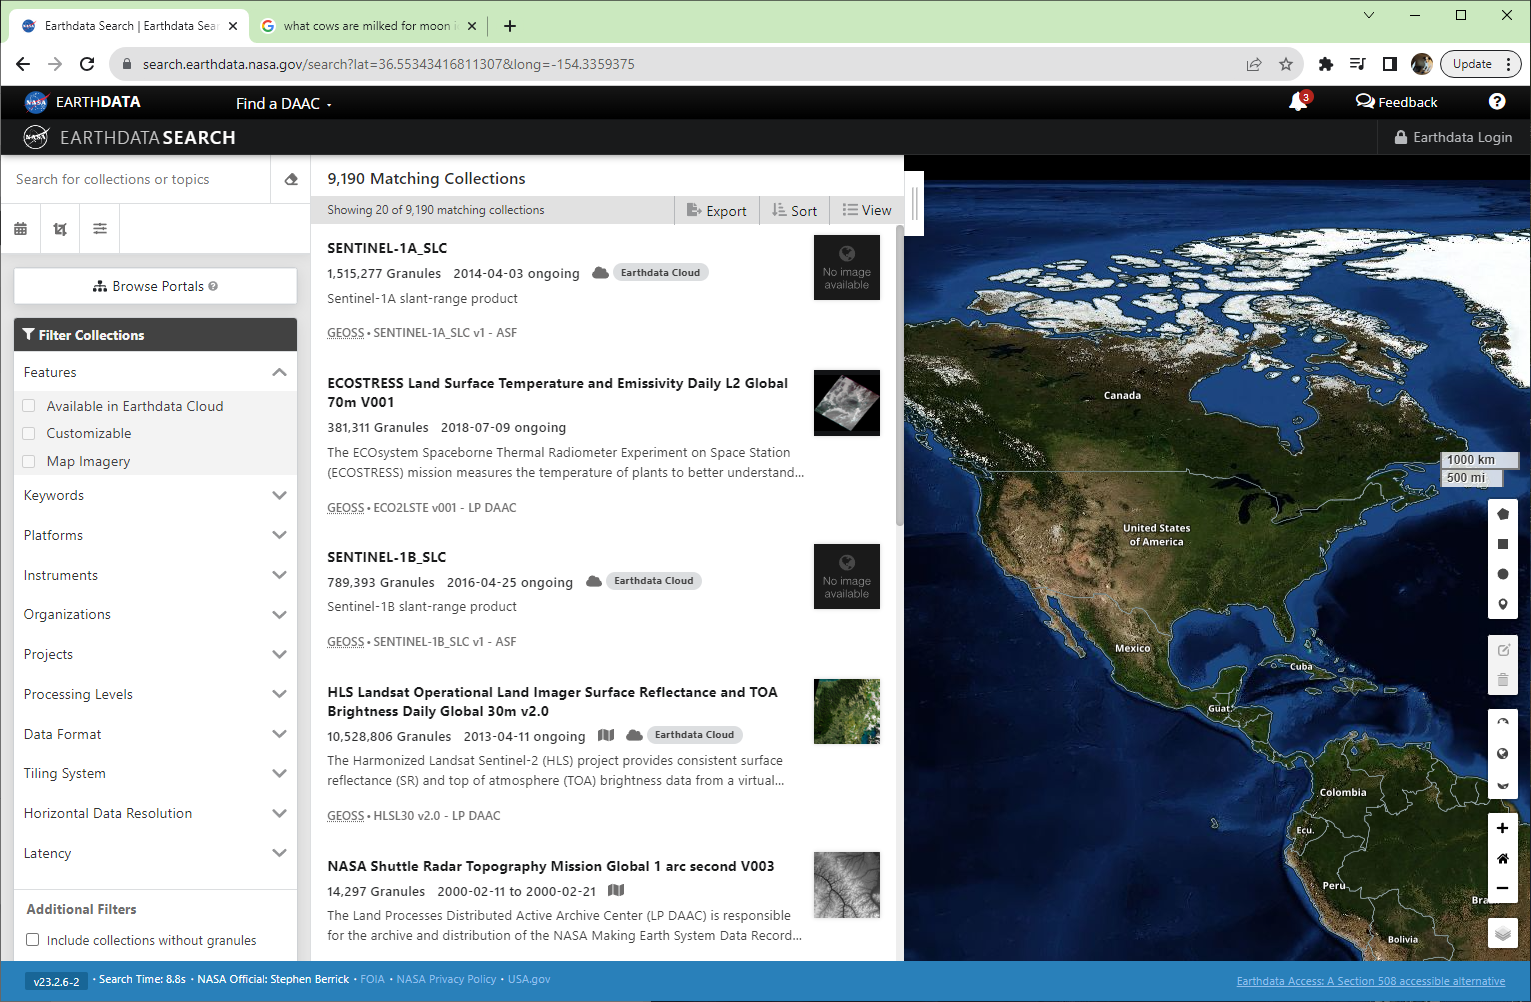 Earthdata Search | Earthdata Sear
what cows are milked for moon i
search.earthdata.nasa.gov/search?lat=36.55343416811307&long=-154.3359375
Update
NASA
EARTHDATA
Find a DAAC
3
Feedback
?
NASA
EARTHDATA SEARCH
Earthdata Login
Search for collections or topics
Browse Portals ?
Filter Collections
Features
Available in Earthdata Cloud
Customizable
Map Imagery
Keywords
Platforms
Instruments
Organizations
Projects
Processing Levels
Data Format
Tiling System
Horizontal Data Resolution
Latency
Additional Filters
Include collections without granules
9,190 Matching Collections
Showing 20 of 9,190 matching collections
Export
Sort
View
SENTINEL-1A_SLC
1,515,277 Granules 2014-04-03 ongoing Earthdata Cloud
Sentinel-1A slant-range product
GEOSS • SENTINEL-1A_SLC v1 - ASF
No image
available
ECOSTRESS Land Surface Temperature and Emissivity Daily L2 Global
70m V001
381,311 Granules 2018-07-09 ongoing
The ECOsystem Spaceborne Thermal Radiometer Experiment on Space Station
(ECOSTRESS) mission measures the temperature of plants to better understand...
GEOSS • ECO2LSTE v001 - LP DAAC
SENTINEL-1B_SLC
789,393 Granules 2016-04-25 ongoing Earthdata Cloud
Sentinel-1B slant-range product
GEOSS • SENTINEL-1B_SLC v1 - ASF
No image
available
HLS Landsat Operational Land Imager Surface Reflectance and TOA
Brightness Daily Global 30m v2.0
10,528,806 Granules 2013-04-11 ongoing Earthdata Cloud
The Harmonized Landsat Sentinel-2 (HLS) project provides consistent surface
reflectance (SR) and top of atmosphere (TOA) brightness data from a virtual...
GEOSS • HLSL30 v2.0 - LP DAAC
NASA Shuttle Radar Topography Mission Global 1 arc second V003
14,297 Granules 2000-02-11 to 2000-02-21
The Land Processes Distributed Active Archive Center (LP DAAC) is responsible
for the archive and distribution of the NASA Making Earth System Data Record...
Canada
1000 km
500 mi
United States
of America
Mexico
Cuba
Guat.
Colombia
Ecu.
Peru
Bra
Bolivia
v23.2.6-2 • Search Time: 8.8s • NASA Official: Stephen Berrick • FOIA • NASA Privacy Policy • USA.gov
Earthdata Access: A Section 508 accessible alternative